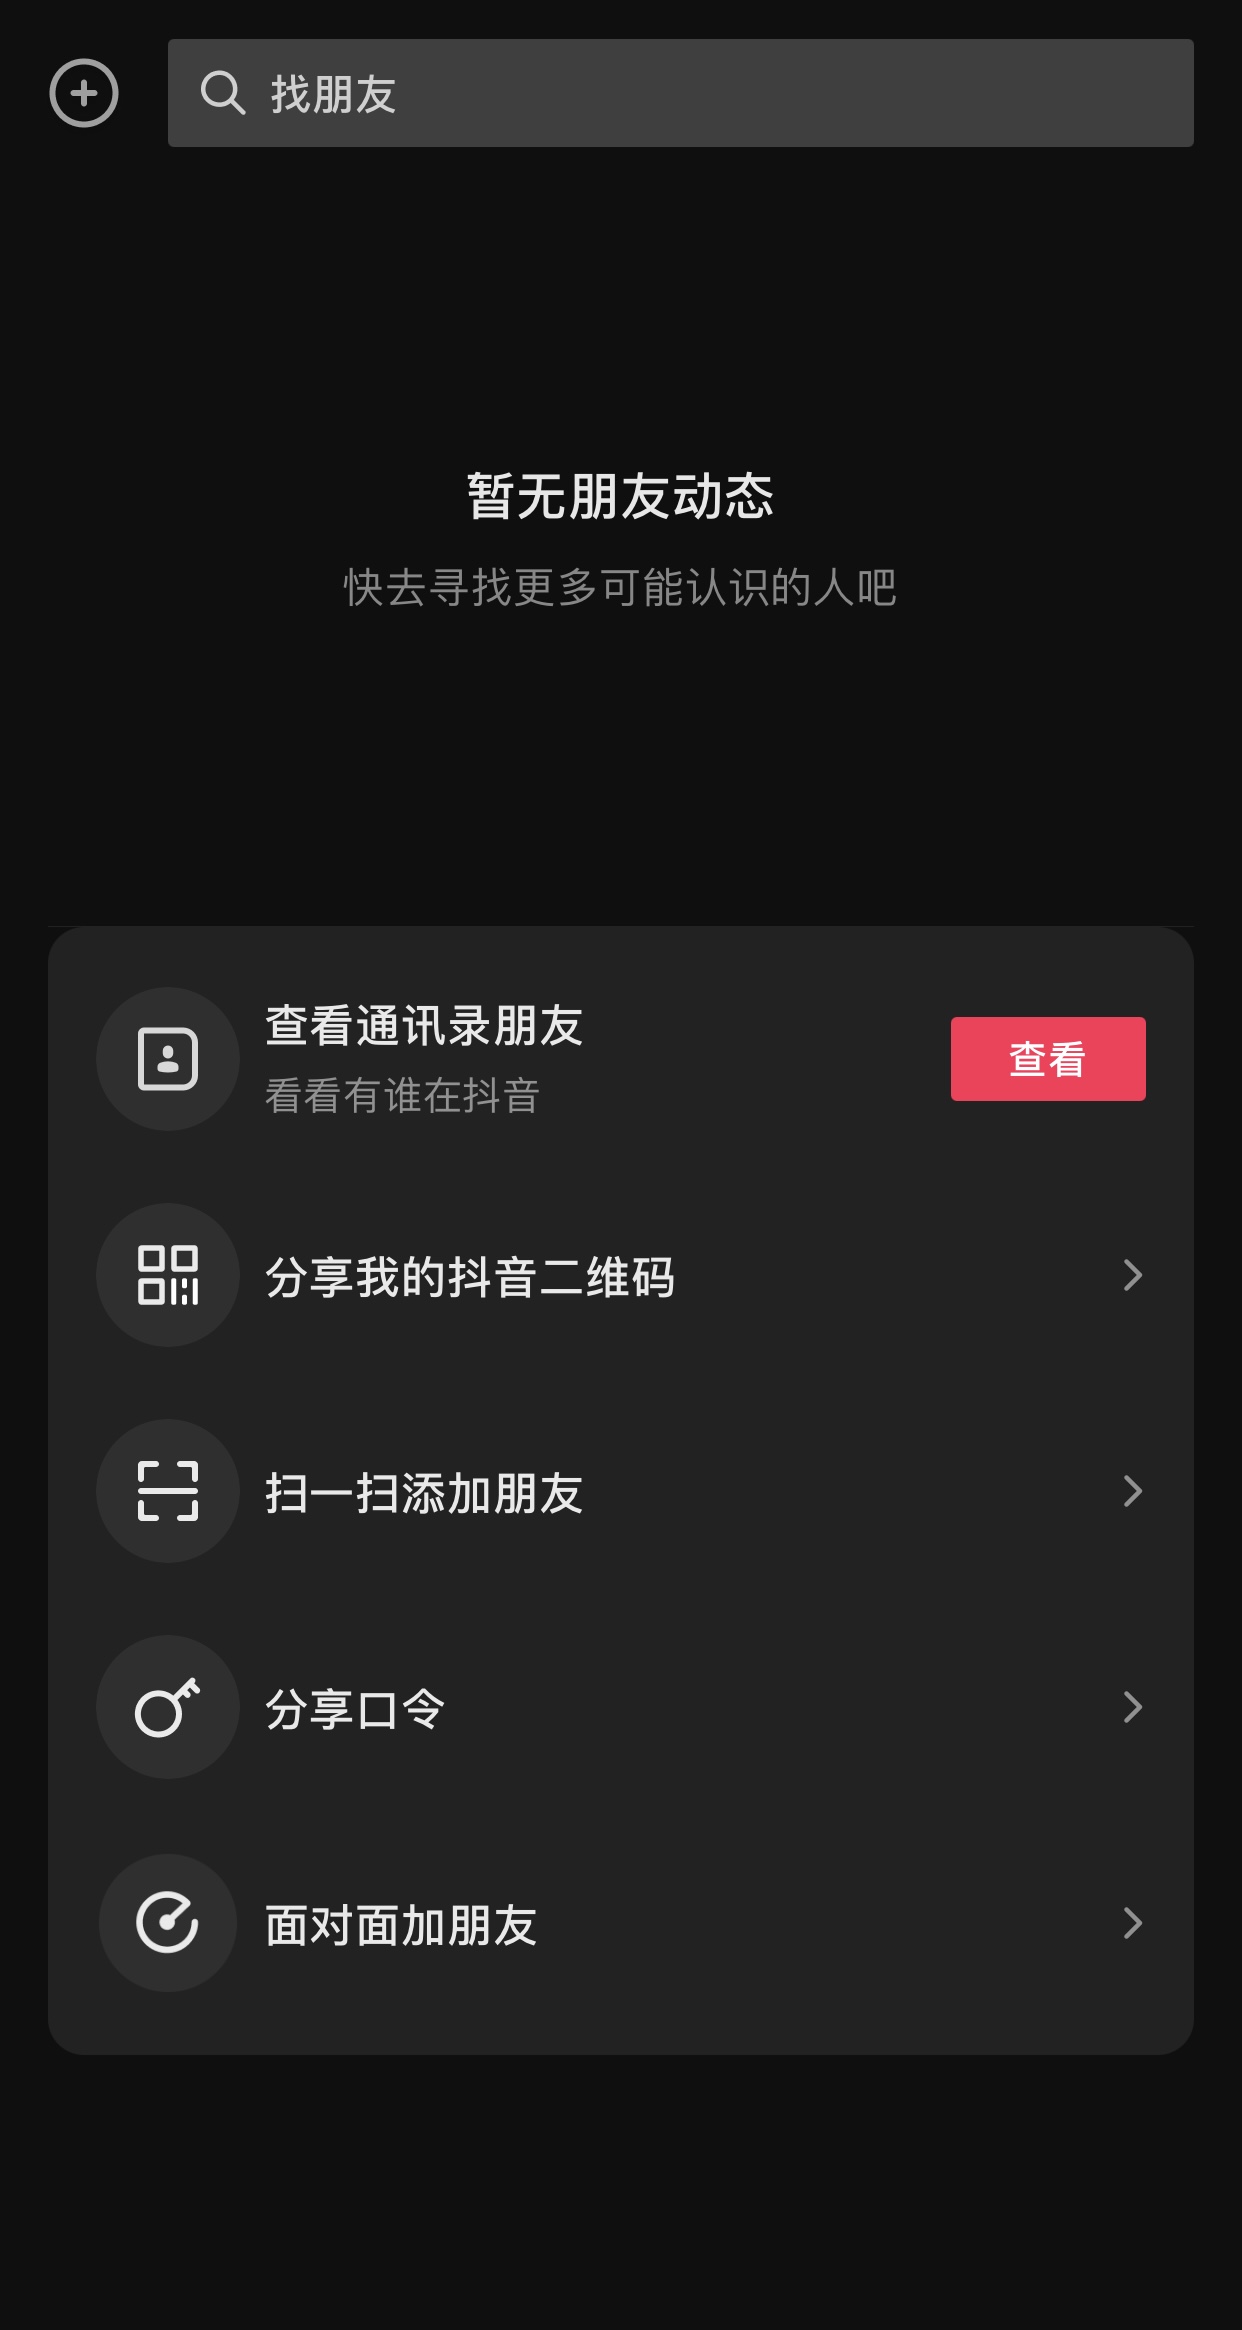 找朋友
暂无朋友动态
快去寻找更多可能认识的人吧
查看通讯录朋友
看看有谁在抖音
查看
分享我的抖音二维码
扫一扫添加朋友
分享口令
面对面加朋友